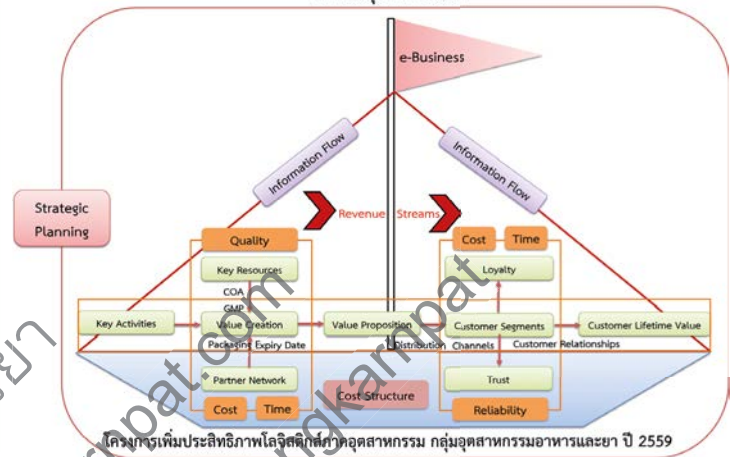 e-Business
Information Flow
Information Flow
Strategic
Planning
Revenue Streams
Quality
Cost Time
Key Resources
Loyalty
COA
GMP
Key Activities Value Creation Value Proposition Customer Segments Customer Lifetime Value
Packaging Expiry Date Distribution Channels Customer Relationships
Partner Network
Trust
Cost Structure
Cost Time
Reliability
โครงการเพิ่มประสิทธิภาพโลจิสติกส์ภาคอุตสาหกรรม กลุ่มอุตสาหกรรมอาหารและยา ปี 2559